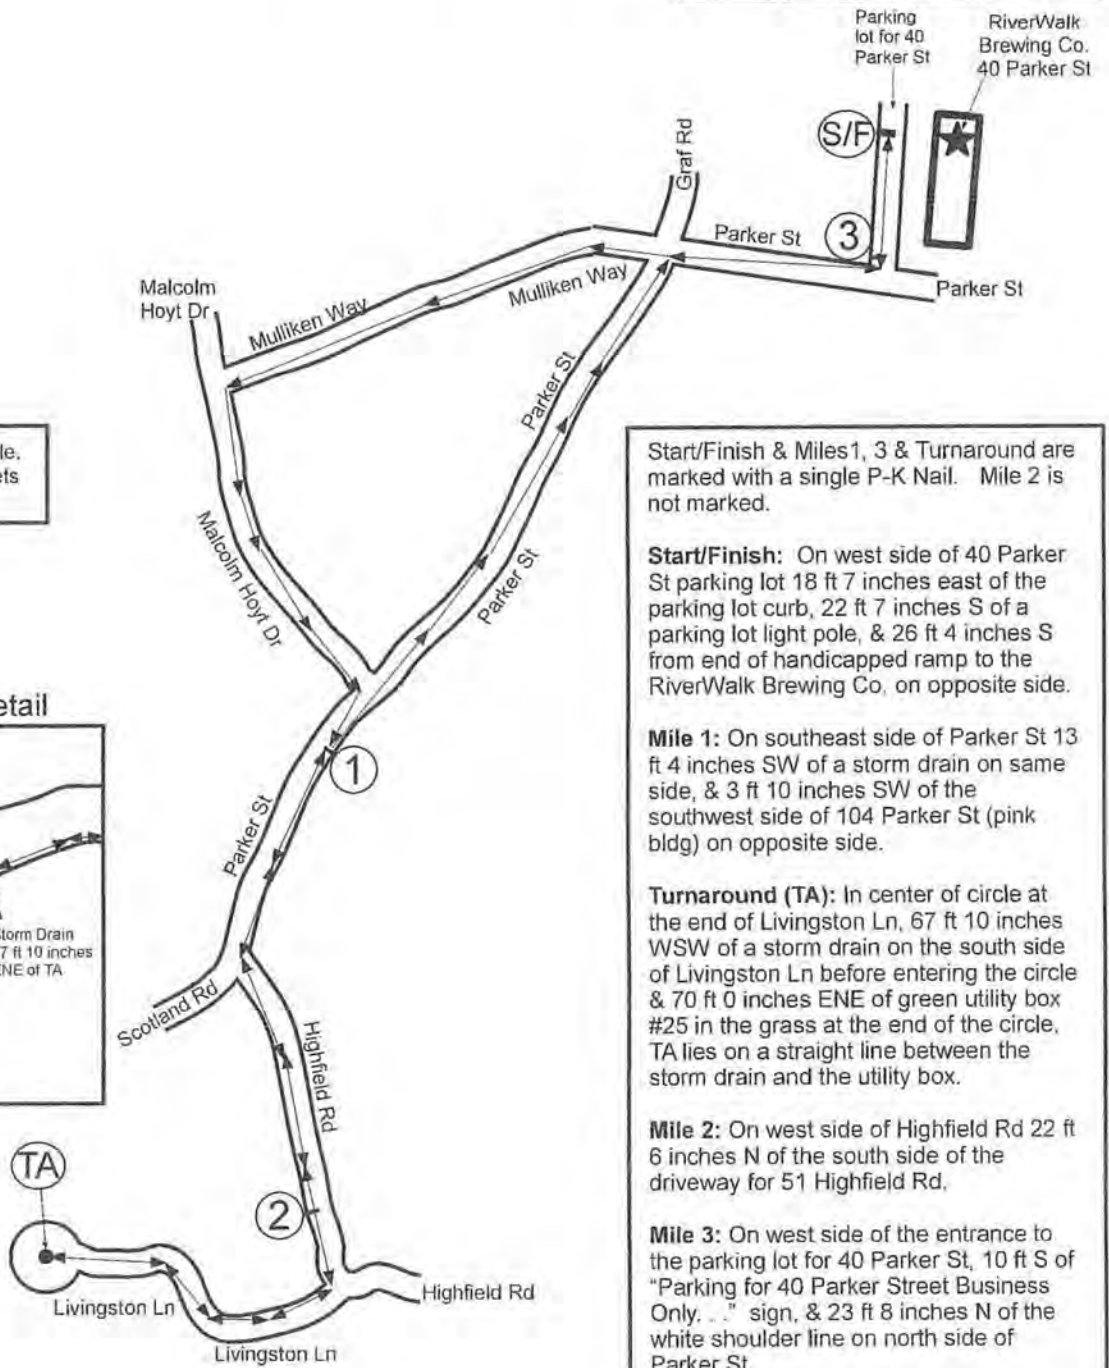 Parking
lot for 40
Parker St
RiverWalk
Brewing Co.
40 Parker St
S/F
Graf Rd
Parker St
3
Parker St
Malcolm
Hoyt Dr
Mulliken Way
Mulliken Way
Parker St
Malcolm Hoyt Dr
Parker St
1
Parker St
Scotland Rd
Highfield Rd
TA
2
Livingston Ln
Livingston Ln
Highfield Rd
Storm Drain
7 ft 10 inches
Start/Finish & Miles1, 3 & Turnaround are
marked with a single P-K Nail. Mile 2 is
not marked.
Start/Finish: On west side of 40 Parker
St parking lot 18 ft 7 inches east of the
parking lot curb, 22 ft 7 inches S of a
parking lot light pole, & 26 ft 4 inches S
from end of handicapped ramp to the
RiverWalk Brewing Co. on opposite side.
Mile 1: On southeast side of Parker St 13
ft 4 inches SW of a storm drain on same
side, & 3 ft 10 inches SW of the
southwest side of 104 Parker St (pink
bldg) on opposite side.
Turnaround (TA): In center of circle at
the end of Livingston Ln, 67 ft 10 inches
WSW of a storm drain on the south side
of Livingston Ln before entering the circle
& 70 ft 0 inches ENE of green utility box
#25 in the grass at the end of the circle.
TA lies on a straight line between the
storm drain and the utility box.
Mile 2: On west side of Highfield Rd 22 ft
6 inches N of the south side of the
driveway for 51 Highfield Rd.
Mile 3: On west side of the entrance to
the parking lot for 40 Parker St, 10 ft S of
"Parking for 40 Parker Street Business
Only. . ." sign, & 23 ft 8 inches N of the
white shoulder line on north side of
Parker St.